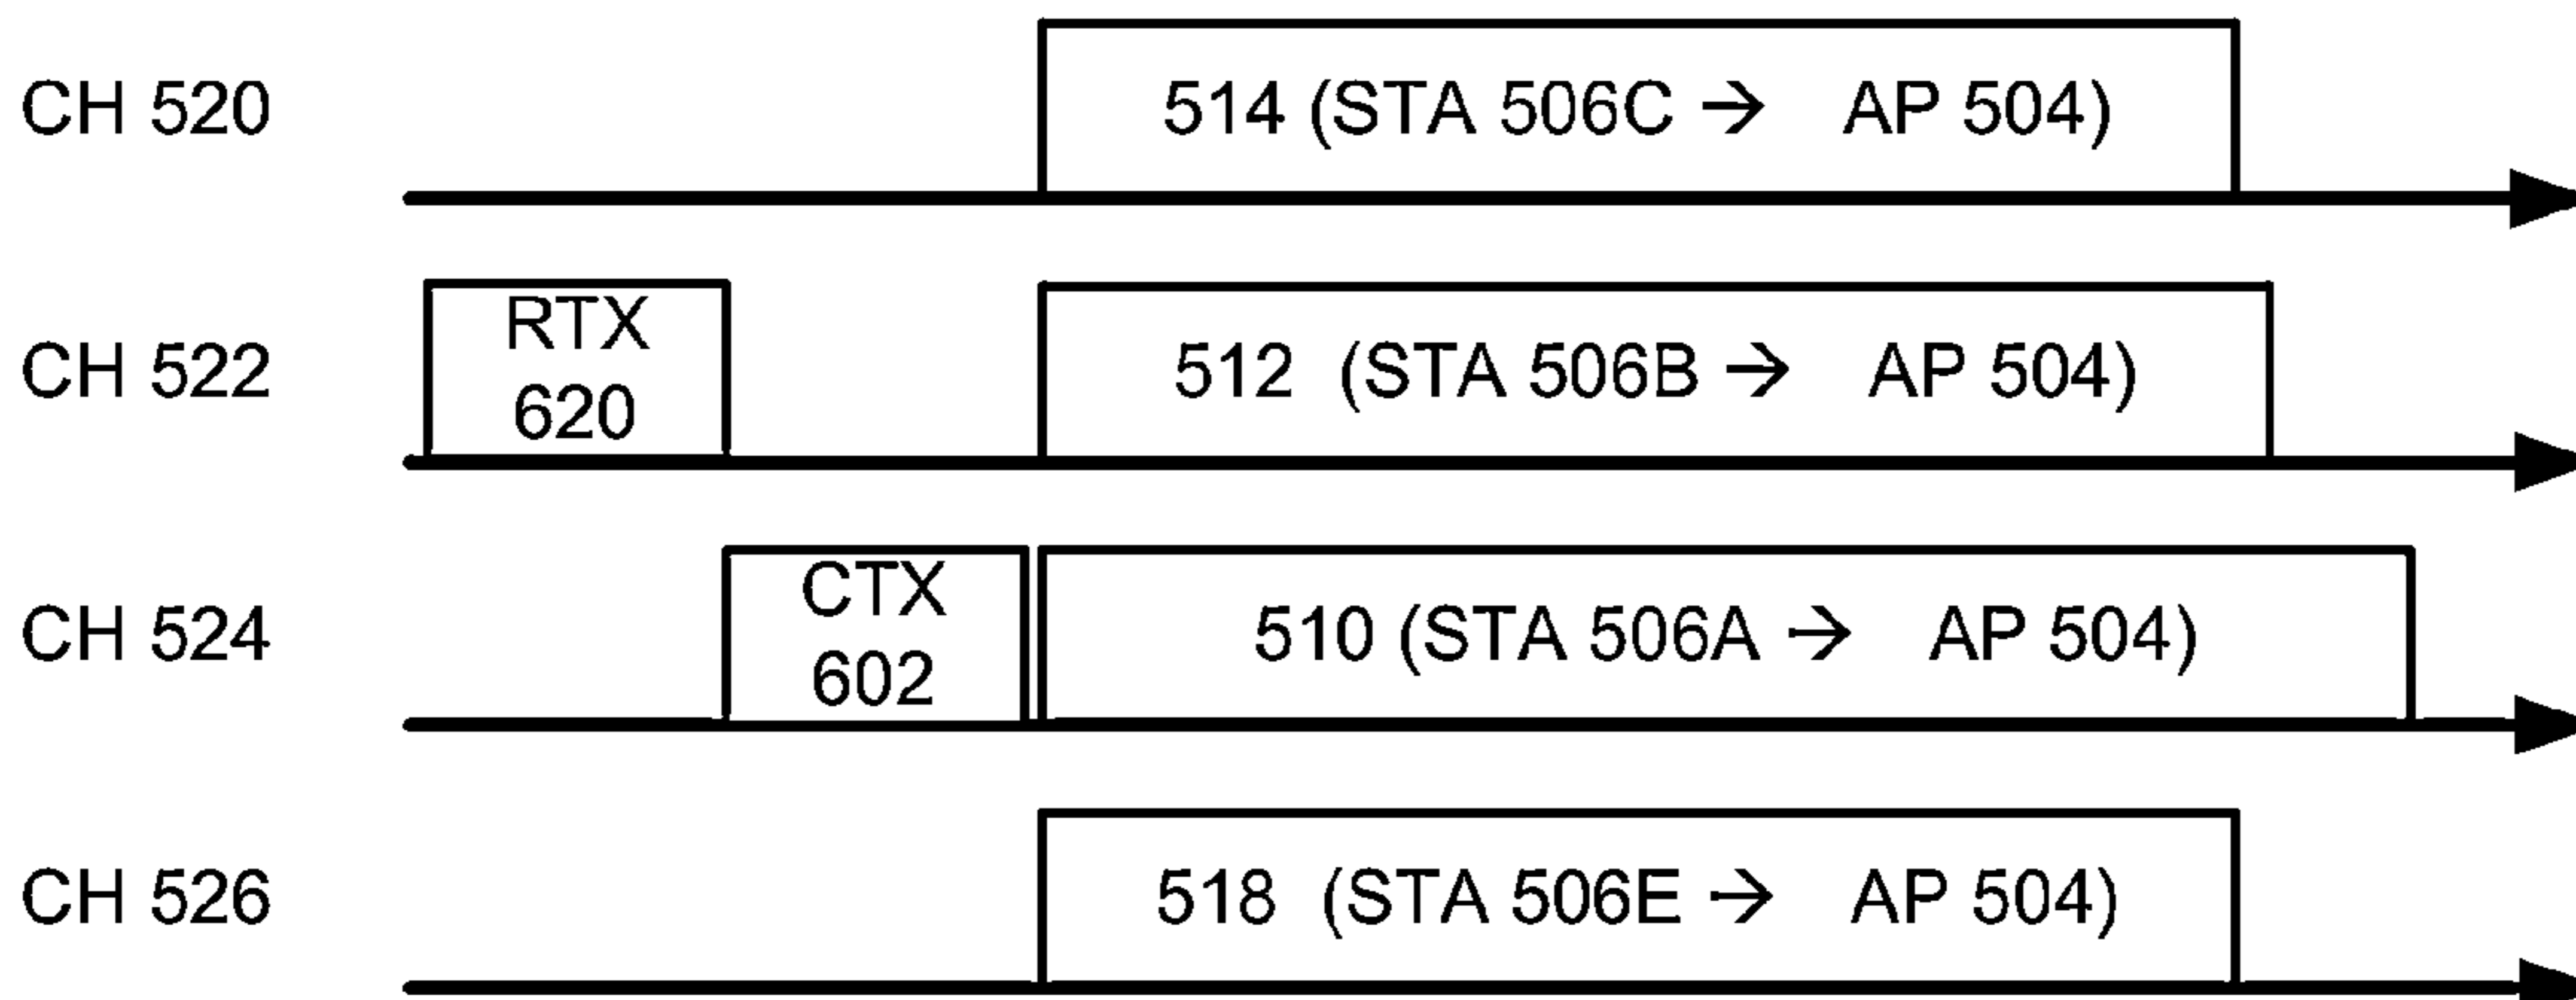 CH 520
514 (STA 506C → AP 504)
CH 522
RTX
620
512 (STA 506B → AP 504)
CH 524
CTX
602
510 (STA 506A → AP 504)
CH 526
518 (STA 506E → AP 504)